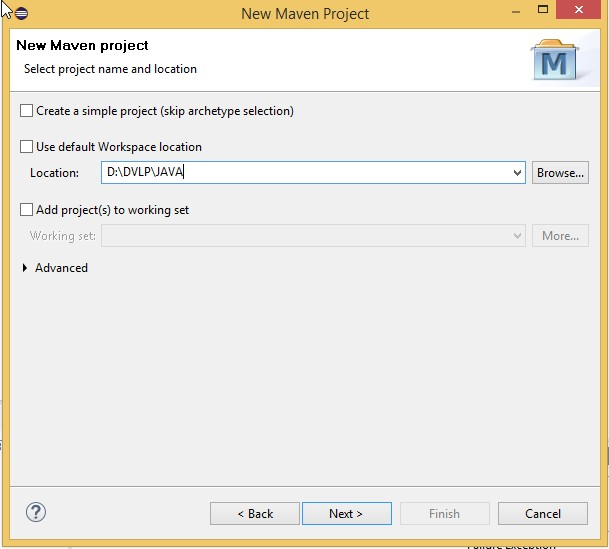 New Maven Project
New Maven project
Select project name and location
M
Create a simple project (skip archetype selection)
Use default Workspace location
Location: D:\DVLP\JAVA Browse...
Add project(s) to working set
Working set: More...
Advanced
? < Back Next > Finish Cancel
Failure Exception